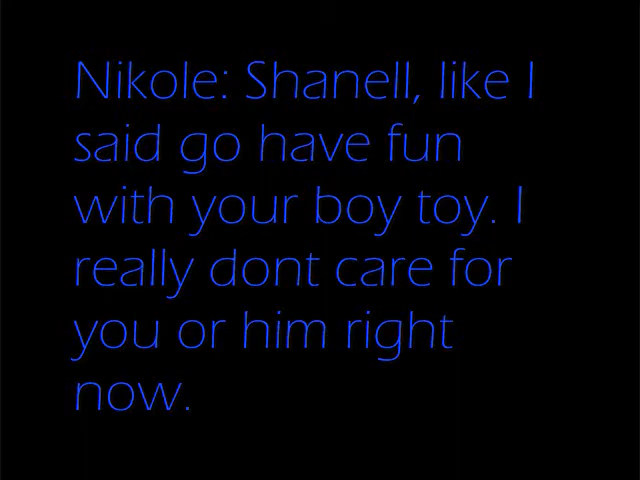 Nikole: Shanell, like I
said go have fun
with your boy toy. I
really dont care for
you or him right
now.